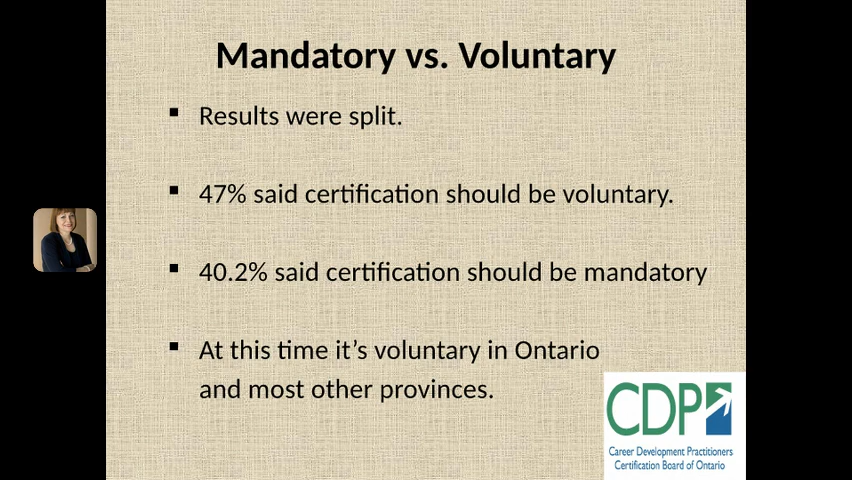 Mandatory vs. Voluntary
Results were split.
47% said certification should be voluntary.
40.2% said certification should be mandatory
At this time it’s voluntary in Ontario
and most other provinces.
CDP
Career Development Practitioners
Certification Board of Ontario